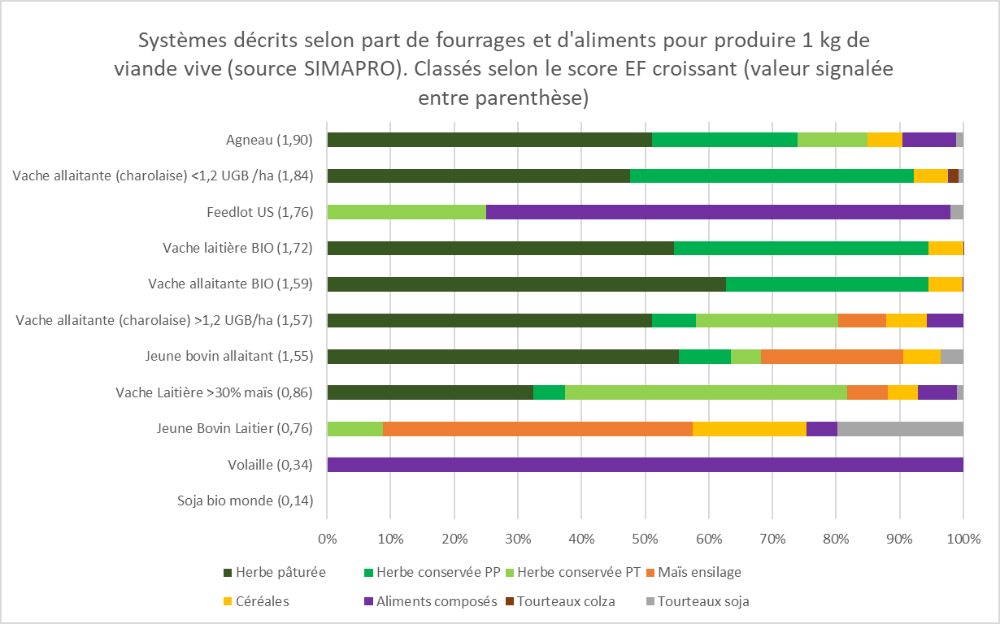 Systèmes décrits selon part de fourrages et d'aliments pour produire 1 kg de
viande vive (source SIMAPRO). Classés selon le score EF croissant (valeur signalée
entre parenthèse)
Agneau (1,90)
Vache allaitante (charolaise) <1,2 UGB /ha (1,84)
Feedlot US (1,76)
Vache laitière BIO (1,72)
Vache allaitante BIO (1,59)
Vache allaitante (charolaise) >1,2 UGB/ha (1,57)
Jeune bovin allaitant (1,55)
Vache Laitière >30% maïs (0,86)
Jeune Bovin Laitier (0,76)
Volaille (0,34)
Soja bio monde (0,14)
0% 10% 20% 30% 40% 50% 60% 70% 80% 90% 100%
Herbe pâturée Herbe conservée PP Herbe conservée PT Maïs ensilage
Céréales Aliments composés Tourteaux colza Tourteaux soja